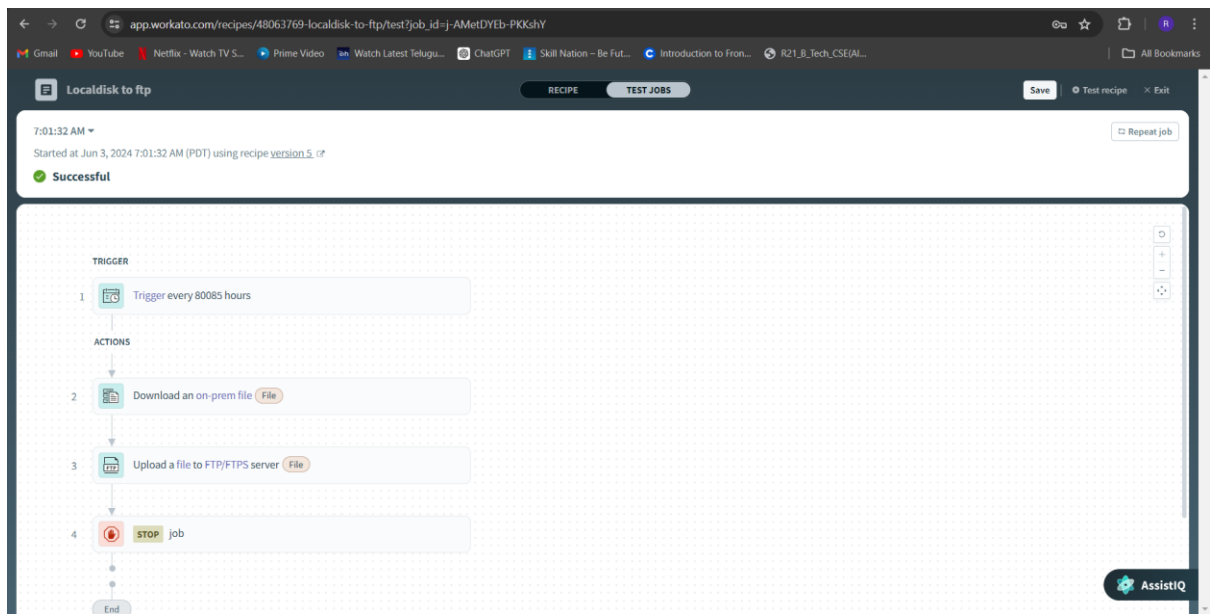 app.workato.com/recipes/48063769-localdisk-to-ftp/test?job_id=j-AMetDYEb-PKKshY
R
Gmail YouTube Netflix - Watch TV S... Prime Video Watch Latest Telugu... ChatGPT Skill Nation – Be Fut... Introduction to Fron... R21_B_Tech_CSE(AI... All Bookmarks
Localdisk to ftp RECIPE TEST JOBS Save Test recipe Exit
7:01:32 AM Repeat job
Started at Jun 3, 2024 7:01:32 AM (PDT) using recipe version 5
Successful
TRIGGER
1 Trigger every 80085 hours
ACTIONS
2 Download an on-prem file File
3 FTP Upload a file to FTP/FTPS server File
4 STOP job
End
AssistIQ